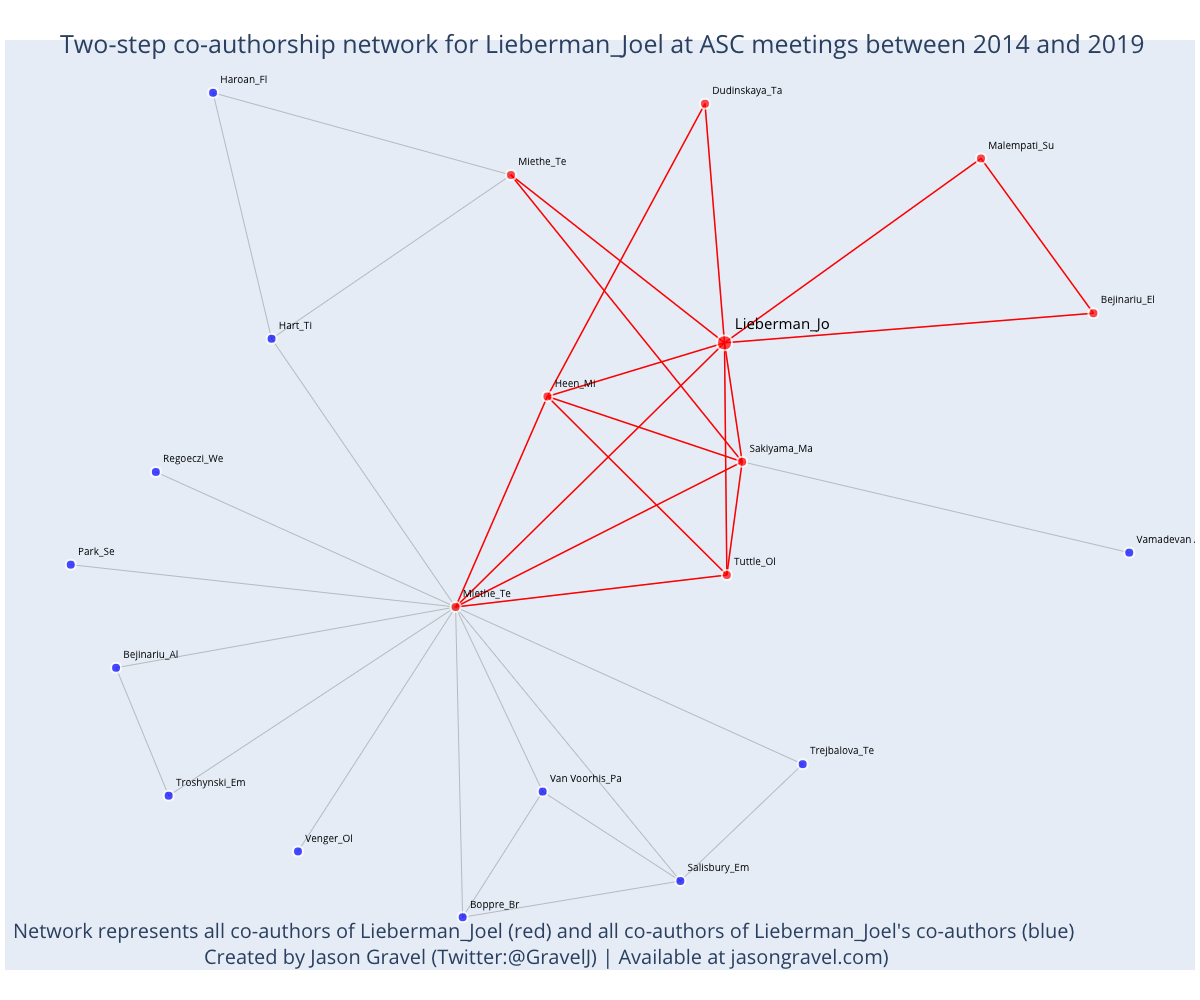 Two-step co-authorship network for Lieberman_Joel at ASC meetings between 2014 and 2019
Haroan_Fl
Dudinskaya_Ta
Malempati_Su
Miethe_Te
Bejinariu_El
Lieberman_Jo
Hart_Ti
Heen_Mi
Sakiyama_Ma
Regoeczi_We
Vamadevan
Park_Se
Tuttle_Ol
Miethe_Te
Bejinariu_Al
Trejbalova_Te
Van Voorhis_Pa
Troshynski_Em
Venger_Ol
Salisbury_Em
Boppre_Br
Network represents all co-authors of Lieberman_Joel (red) and all co-authors of Lieberman_Joel's co-authors (blue)
Created by Jason Gravel (Twitter:@GravelJ) | Available at jasongravel.com)